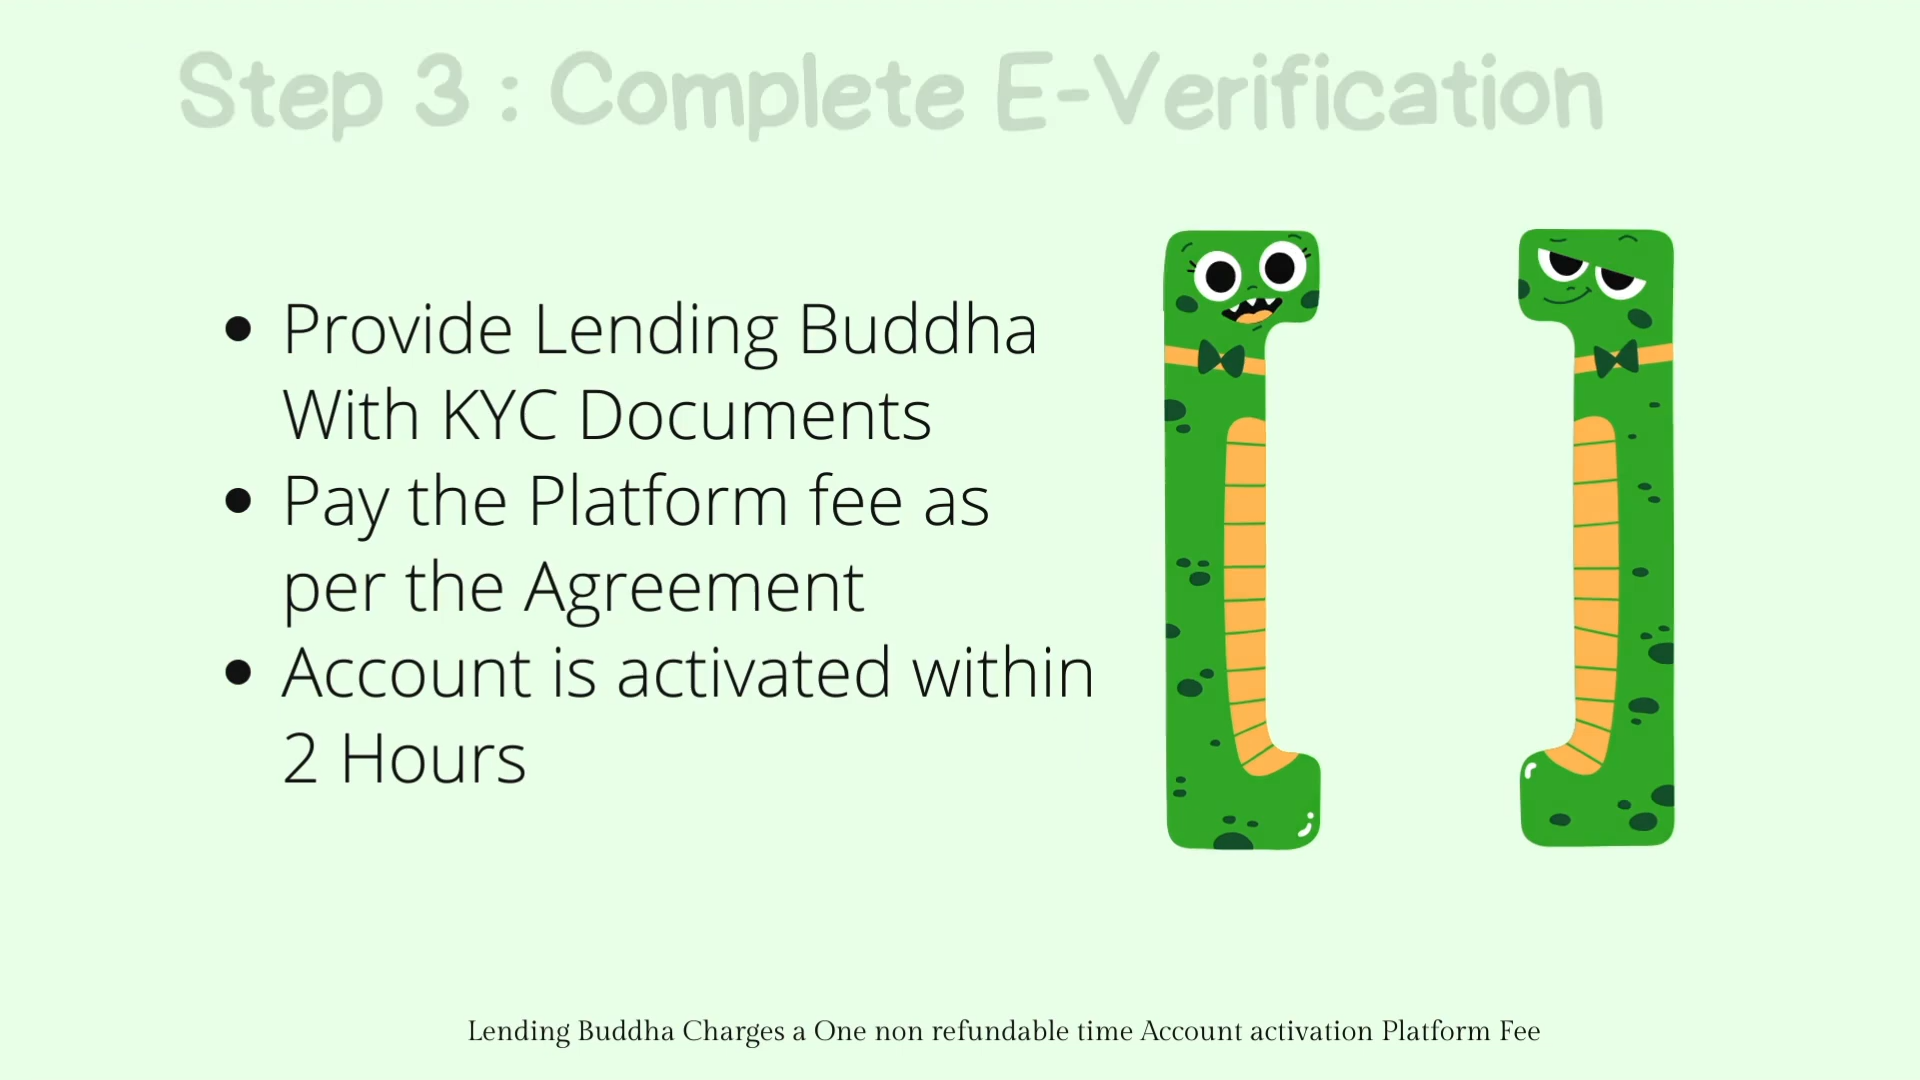 Step 3 : Complete E-Verification
• Provide Lending Buddha
With KYC Documents
• Pay the Platform fee as
per the Agreement
• Account is activated within
2 Hours
Lending Buddha Charges a One non refundable time Account activation Platform Fee